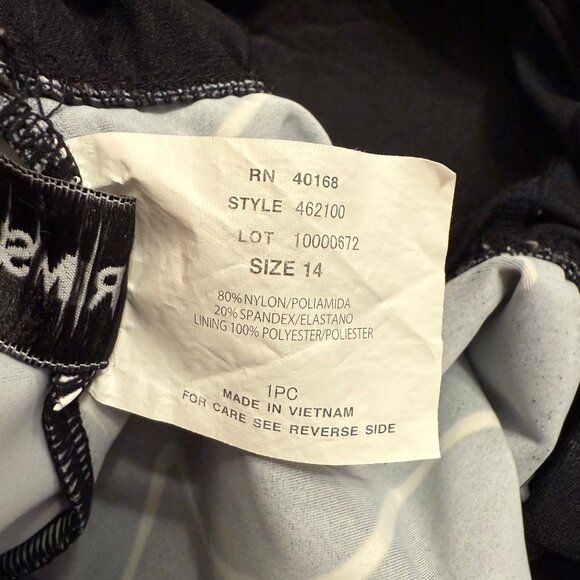 RN 40168
STYLE 462100
LOT 10000672
SIZE 14
80%NYLON/POLIAMIDA
20%SPANDEX/ELASTANO
LINING 100%POLYESTER/POLIESTER
1PC
MADE IN VIETNAM
FOR CARE SEE REVERSE SIDE